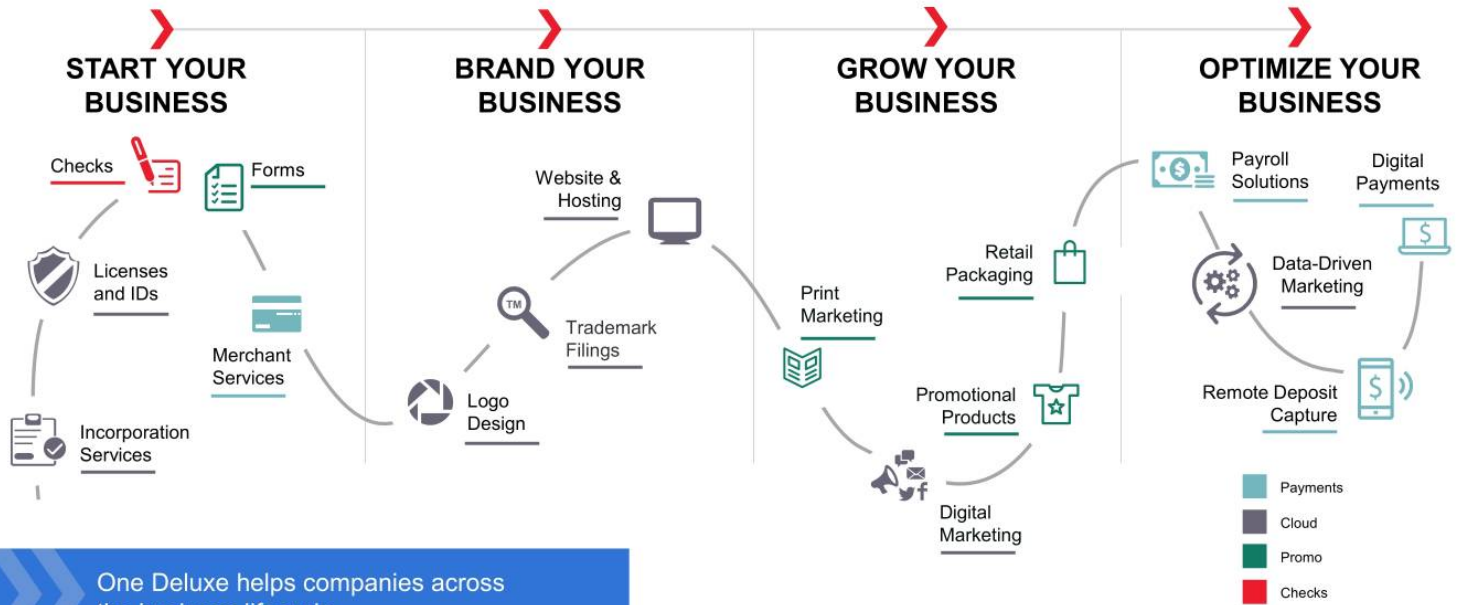 START YOUR
BUSINESS
BRAND YOUR
BUSINESS
GROW YOUR
BUSINESS
OPTIMIZE YOUR
BUSINESS
Checks
Forms
Licenses
and IDs
Merchant
Services
Incorporation
Services
Website &
Hosting
TM
Trademark
Filings
Logo
Design
Print
Marketing
Retail
Packaging
Promotional
Products
Digital
Marketing
$
Payroll
Solutions
Digital
Payments
$
Data-Driven
Marketing
Remote Deposit
Capture
$
Payments
Cloud
Promo
Checks
One Deluxe helps companies across